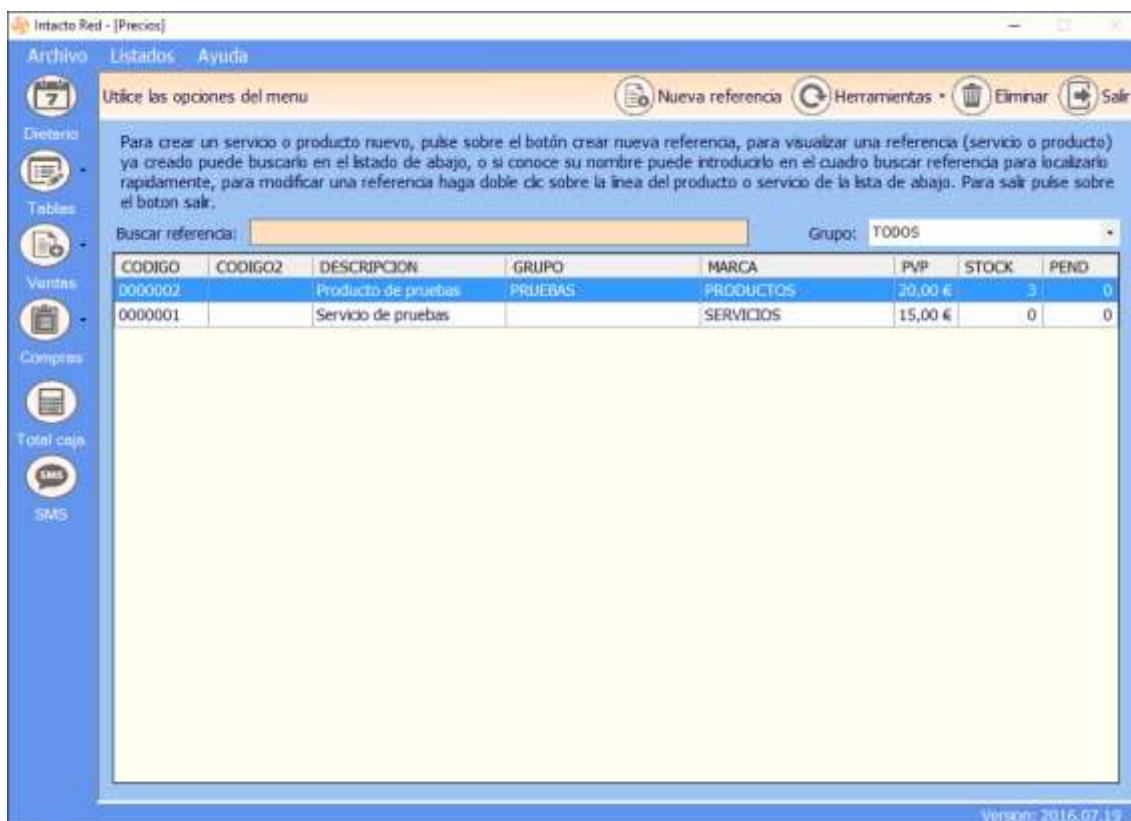 Intacto Red - [Precios]
Archivo Listados Ayuda
Utilice las opciones del menu
Nueva referencia Herramientas Eliminar Salir
7
Dietario
Tablas
Ventas
Compras
Total caja
SMS
SMS
Para crear un servicio o producto nuevo, pulse sobre el botón crear nueva referencia, para visualizar una referencia (servicio o producto)
ya creado puede buscarlo en el listado de abajo, o si conoce su nombre puede introducirlo en el cuadro buscar referencia para localizarlo
rapidamente, para modificar una referencia haga doble clic sobre la linea del producto o servicio de la lista de abajo. Para salir pulse sobre
el boton salir.
Buscar referencia: Grupo: TODOS
CODIGO CODIGO2 DESCRIPCION GRUPO MARCA PVP STOCK PEND
0000002 Producto de pruebas PRUEBAS PRODUCTOS 20,00 € 3 0
0000001 Servicio de pruebas SERVICIOS 15,00 € 0 0
Version: 2016.07.19